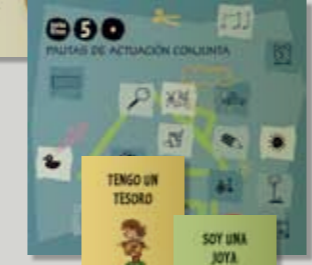 5
PAUTAS DE ACTUACIÓN CONJUNTA
TENGO UN
TESORO
SOY UNA
JOYA